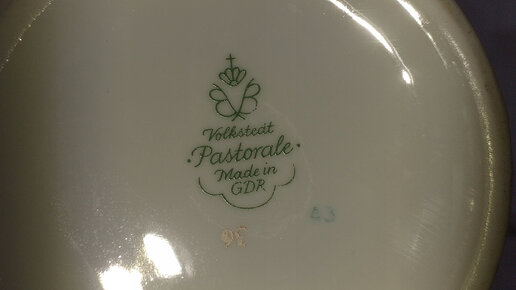 Volkstedt
· Pastorale ·
Made in
GDR